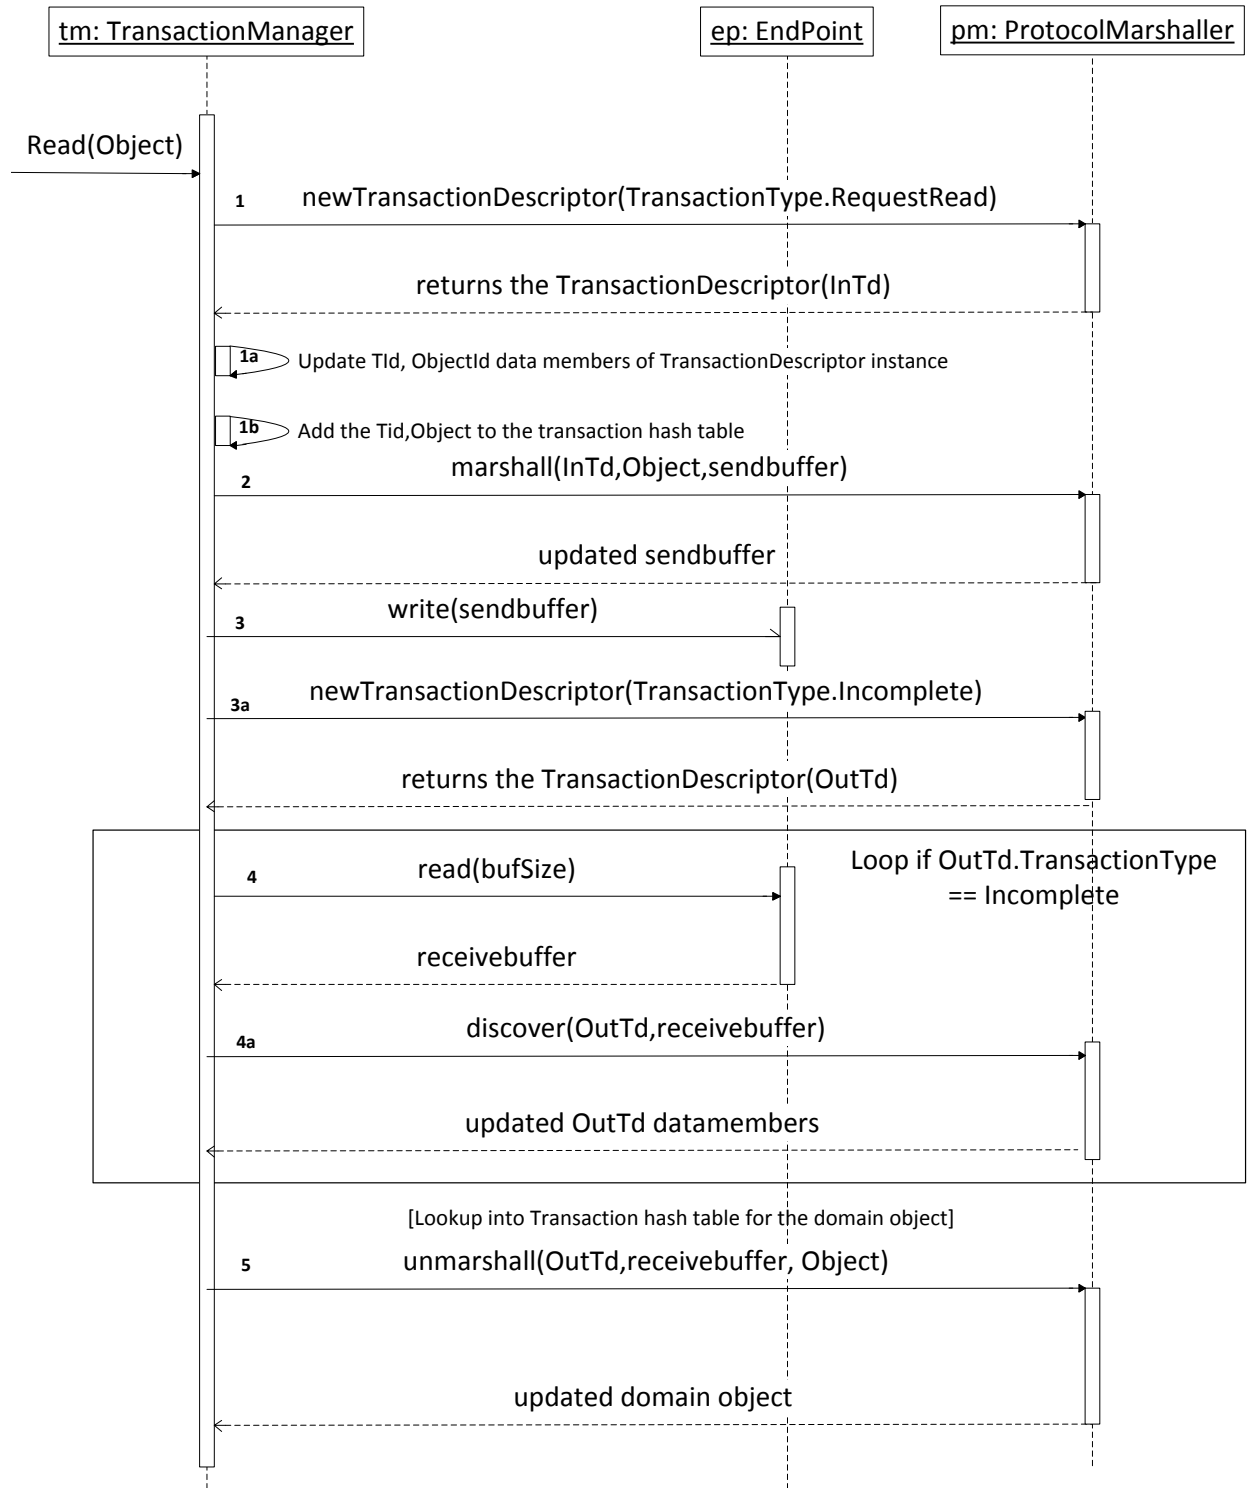 tm: TransactionManager
ep: EndPoint
pm: ProtocolMarshaller
Read(Object)
1
newTransactionDescriptor(TransactionType.RequestRead)
returns the TransactionDescriptor(InTd)
1a
Update TId, ObjectId data members of TransactionDescriptor instance
1b
Add the Tid,Object to the transaction hash table
marshall(InTd,Object,sendbuffer)
2
updated sendbuffer
write(sendbuffer)
3
newTransactionDescriptor(TransactionType.Incomplete)
3a
returns the TransactionDescriptor(OutTd)
Loop if OutTd.TransactionType
== Incomplete
read(bufSize)
4
receivebuffer
discover(OutTd,receivebuffer)
4a
updated OutTd datamembers
[Lookup into Transaction hash table for the domain object]
unmarshall(OutTd,receivebuffer, Object)
5
updated domain object